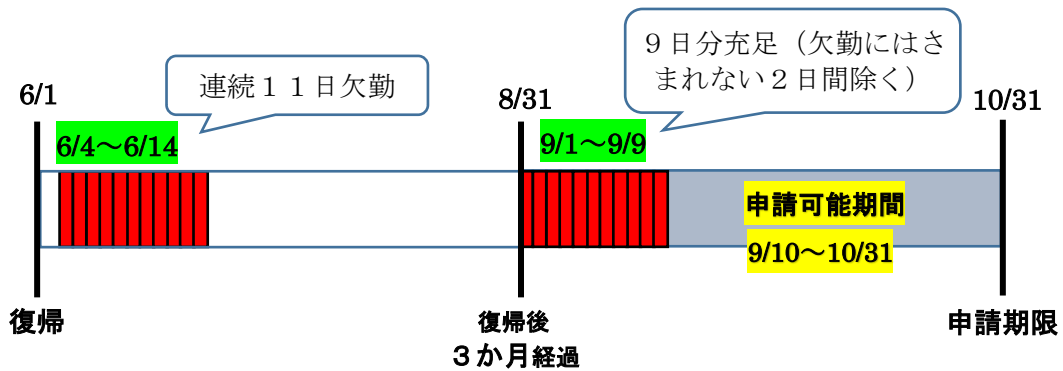 連続１１日欠勤
９日分充足（欠勤にはさ
まれない２日間除く）
6/1
8/31
10/31
6/4～6/14
9/1～9/9
申請可能期間
9/10～10/31
復帰
復帰後
３か月経過
申請期限